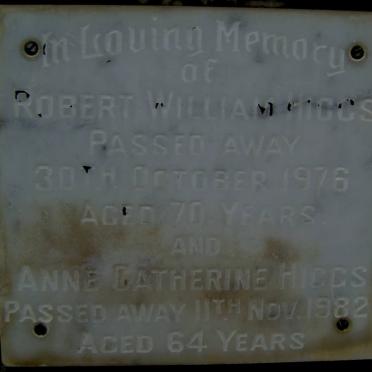 In Loving Memory
of
ROBERT WILLIAM HIGGS
PASSED AWAY
30TH OCTOBER 1976
AGED 70 YEARS.
AND
ANNE CATHERINE HIGGS
PASSED AWAY 11TH NOV. 1982
AGED 64 YEARS